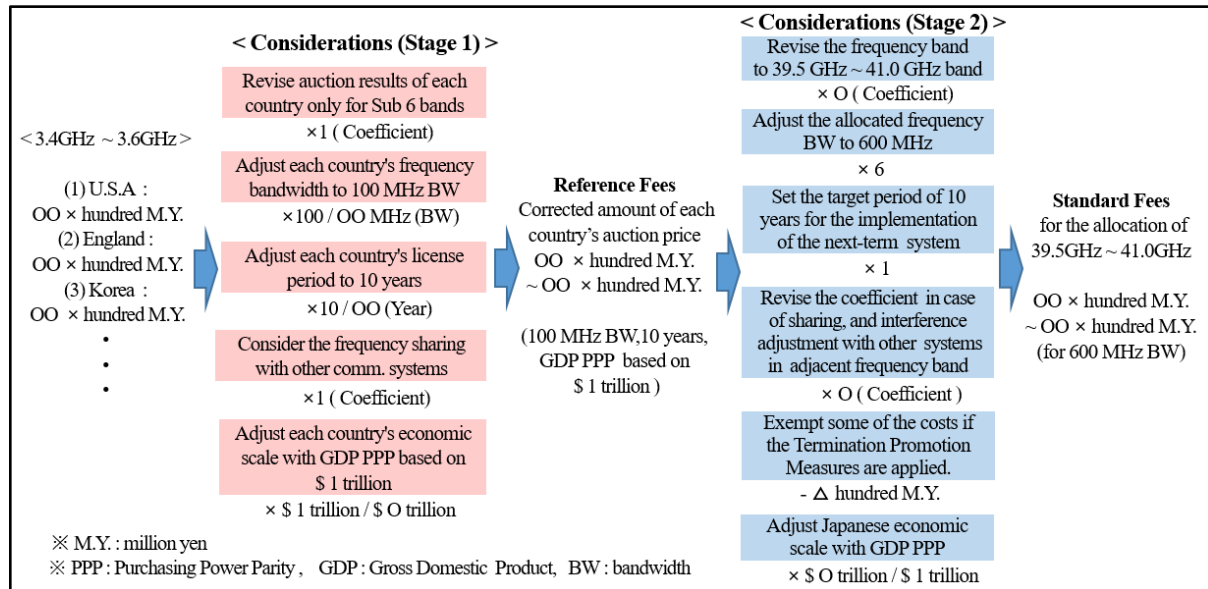 < Considerations (Stage 1) >
< Considerations (Stage 2) >
< 3.4GHz ~ 3.6GHz >
(1) U.S.A :
OO × hundred M.Y.
(2) England :
OO × hundred M.Y.
(3) Korea :
OO × hundred M.Y.
•
•
•
Revise auction results of each
country only for Sub 6 bands
×1 ( Coefficient)
Adjust each country's frequency
bandwidth to 100 MHz BW
×100 / OO MHz (BW)
Adjust each country's license
period to 10 years
×10 / OO (Year)
Consider the frequency sharing
with other comm. systems
×1 ( Coefficient)
Adjust each country's economic
scale with GDP PPP based on
$ 1 trillion
× $ 1 trillion / $ O trillion
Reference Fees
Corrected amount of each
country's auction price
OO × hundred M.Y.
~ OO × hundred M.Y.
(100 MHz BW,10 years,
GDP PPP based on
$ 1 trillion )
Revise the frequency band
to 39.5 GHz ~ 41.0 GHz band
× O ( Coefficient)
Adjust the allocated frequency
BW to 600 MHz
× 6
Set the target period of 10
years for the implementation
of the next-term system
× 1
Revise the coefficient in case
of sharing, and interference
adjustment with other systems
in adjacent frequency band
× O ( Coefficient )
Exempt some of the costs if
the Termination Promotion
Measures are applied.
- △ hundred M.Y.
Adjust Japanese economic
scale with GDP PPP
× $ O trillion / $ 1 trillion
Standard Fees
for the allocation of
39.5GHz ~ 41.0GHz
OO × hundred M.Y.
~ OO × hundred M.Y.
(for 600 MHz BW)
※ M.Y. : million yen
※ PPP : Purchasing Power Parity , GDP : Gross Domestic Product, BW : bandwidth